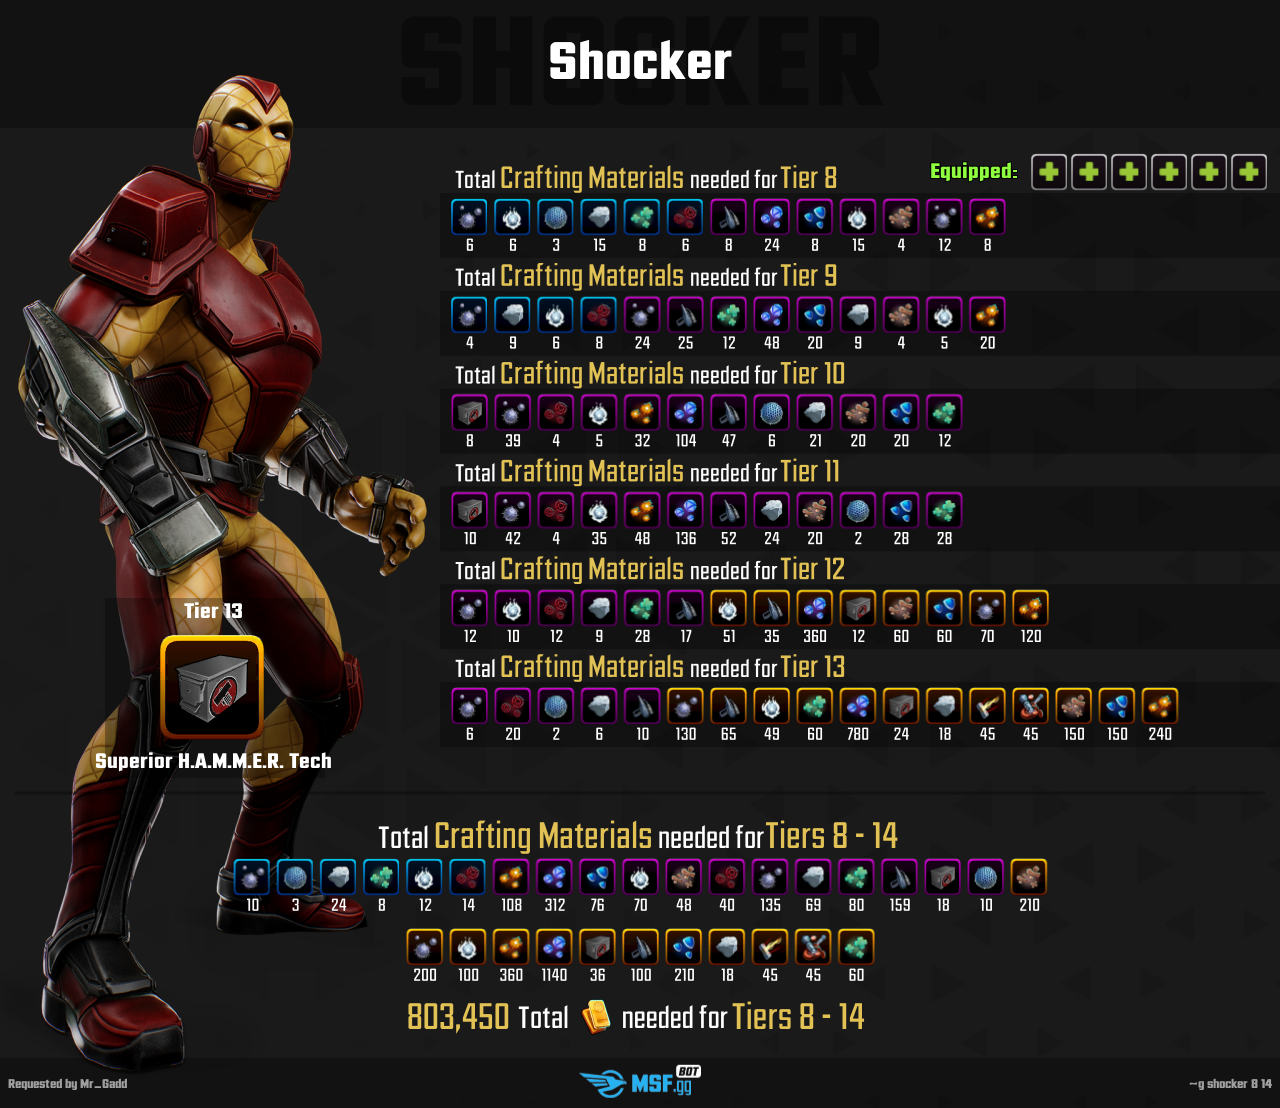 SHOCKER
Shocker
Equipped:
Total Crafting Materials needed for Tier 8
6 6 3 15 8 6 8 24 8 15 4 12 8
Total Crafting Materials needed for Tier 9
4 9 6 8 24 25 12 48 20 9 4 5 20
Total Crafting Materials needed for Tier 10
8 39 4 5 32 104 47 6 21 20 20 12
Total Crafting Materials needed for Tier 11
10 42 4 35 48 136 52 24 20 2 28 28
Total Crafting Materials needed for Tier 12
12 10 12 9 28 17 51 35 360 12 60 60 70 120
Total Crafting Materials needed for Tier 13
6 20 2 6 10 130 65 49 60 780 24 18 45 45 150 150 240
Tier 13
Superior H.A.M.M.E.R. Tech
Total Crafting Materials needed for Tiers 8 - 14
10 3 24 8 12 14 108 312 76 70 48 40 135 69 80 159 18 10 210
200 100 360 1140 36 100 210 18 45 45 60
803,450 Total needed for Tiers 8 - 14
Requested by Mr_Gadd
MSF.gg BOT
~g shocker 8 14